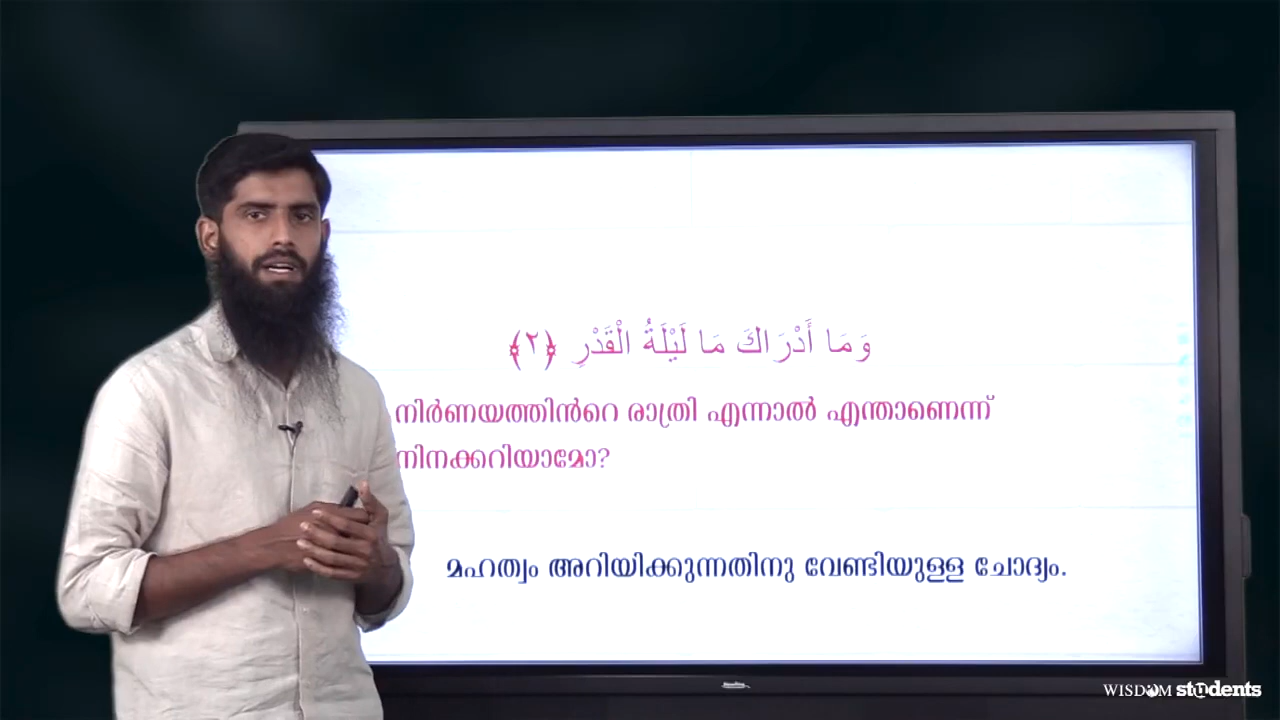 وَمَا أَدْرَاكَ مَا لَيْلَةُ الْقَدْرِ ﴿٢﴾
നിർണയത്തിൻറെ രാത്രി എന്നാൽ എന്താണെന്ന്
നിനക്കറിയാമോ?
മഹത്വം അറിയിക്കുന്നതിനു വേണ്ടിയുള്ള ചോദ്യം.
WISDOM students